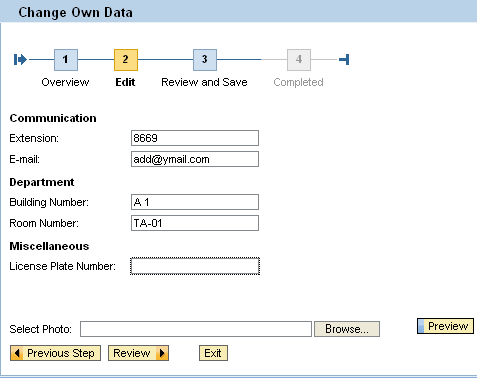 Change Own Data
1 2 3 4
Overview Edit Review and Save Completed
Communication
Extension: 8669
E-mail: add@ymail.com
Department
Building Number: A 1
Room Number: TA-01
Miscellaneous
License Plate Number:
Select Photo: Browse... Preview
Previous Step Review Exit